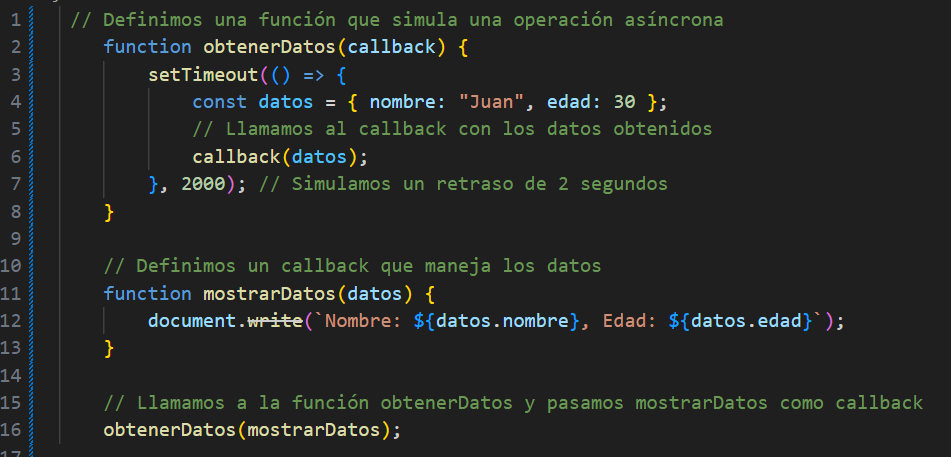 1 // Definimos una función que simula una operación asíncrona
2 function obtenerDatos(callback) {
3 setTimeout(() => {
4 const datos = { nombre: "Juan", edad: 30 };
5 // Llamamos al callback con los datos obtenidos
6 callback(datos);
7 }, 2000); // Simulamos un retraso de 2 segundos
8 }
9
10 // Definimos un callback que maneja los datos
11 function mostrarDatos(datos) {
12 document.write(`Nombre: ${datos.nombre}, Edad: ${datos.edad}`);
13 }
14
15 // Llamamos a la función obtenerDatos y pasamos mostrarDatos como callback
16 obtenerDatos(mostrarDatos);
17